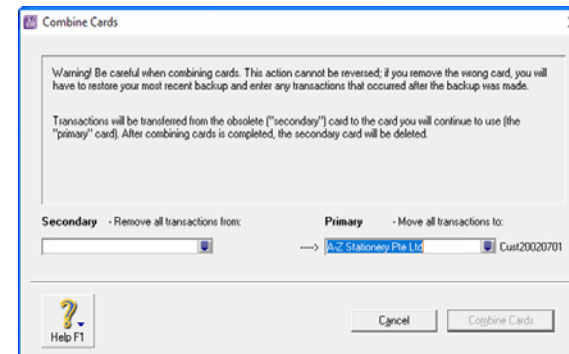 Combine Cards
Warning! Be careful when combining cards. This action cannot be reversed; if you remove the wrong card, you will
have to restore your most recent backup and enter any transactions that occurred after the backup was made.
Transactions will be transferred from the obsolete ("secondary") card to the card you will continue to use (the
"primary" card). After combining cards is completed, the secondary card will be deleted.
Secondary - Remove all transactions from: Primary - Move all transactions to:
----> A-Z Stationery Pte Ltd Cust20020701
Help F1 Cancel Combine Cards